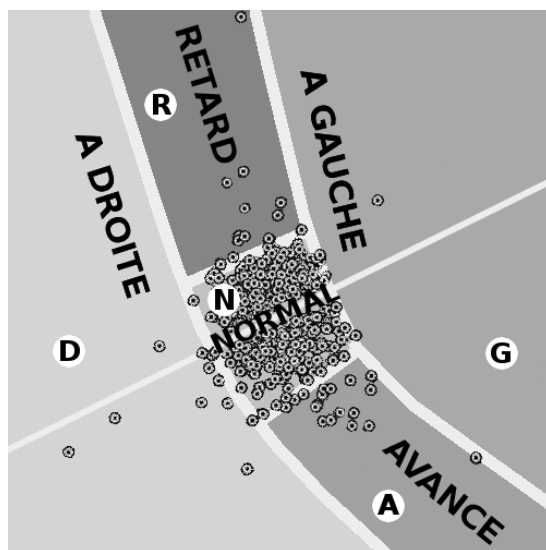 RETARD
R
A GAUCHE
A DROITE
N
NORMAL
D
G
AVANCE
A